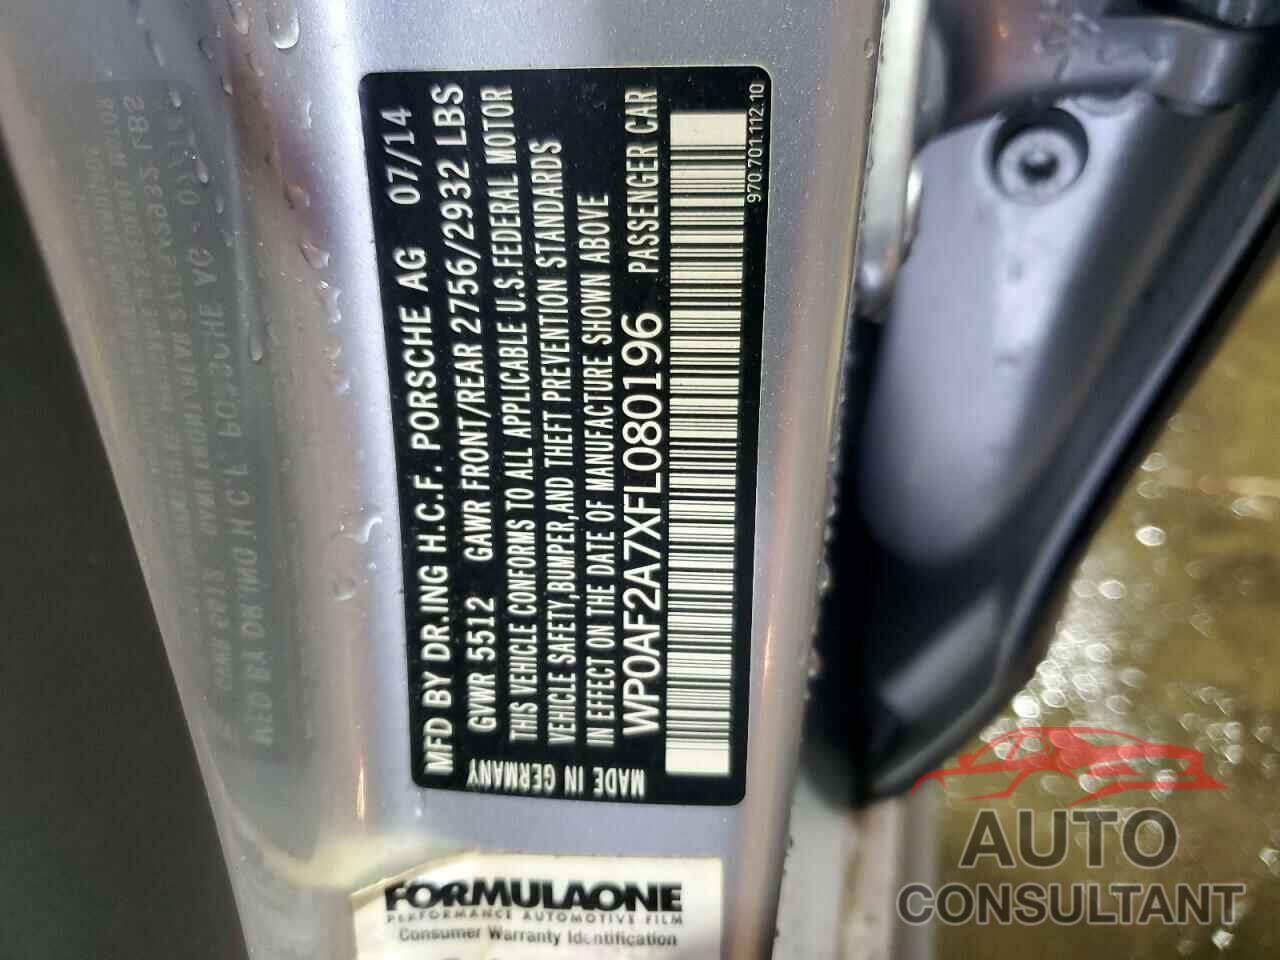 MFD BY DR.ING H.C.F. PORSCHE AG 07/14
GVWR 5512 GAWR FRONT/REAR 2756/2932 LBS
THIS VEHICLE CONFORMS TO ALL APPLICABLE U.S.FEDERAL MOTOR
VEHICLE SAFETY,BUMPER,AND THEFT PREVENTION STANDARDS
IN EFFECT ON THE DATE OF MANUFACTURE SHOWN ABOVE
WP0AF2A7XFL080196 PASSENGER CAR
MADE IN GERMANY
970.701.112.10
FORMULAONE
PERFORMANCE AUTOMOTIVE FILM
Consumer Warranty Identification
AUTO
CONSULTANT